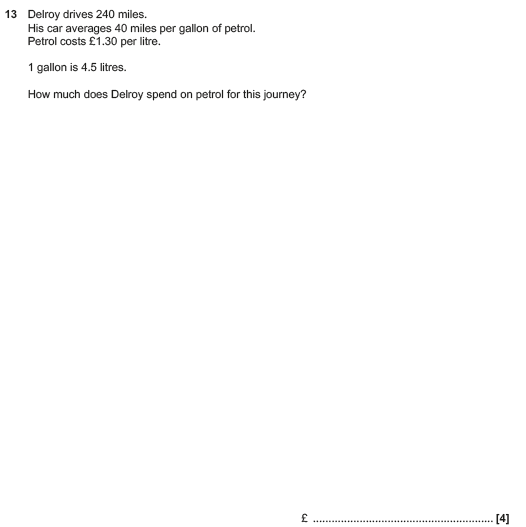 13 Delroy drives 240 miles.
His car averages 40 miles per gallon of petrol.
Petrol costs £1.30 per litre.
1 gallon is 4.5 litres.
How much does Delroy spend on petrol for this journey?
£ ............................................................ [4]